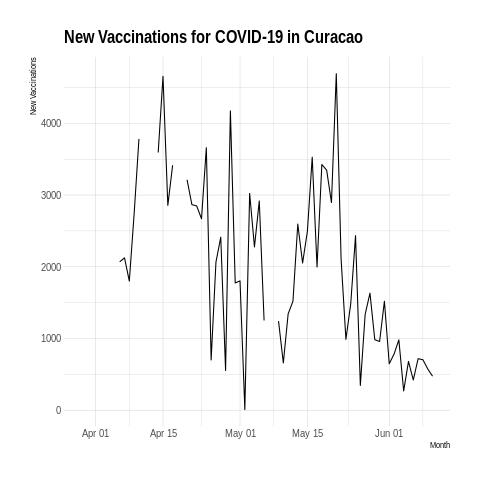 New Vaccinations for COVID-19 in Curacao
New Vaccinations
4000
3000
2000
1000
0
Apr 01
Apr 15
May 01
May 15
Jun 01
Month